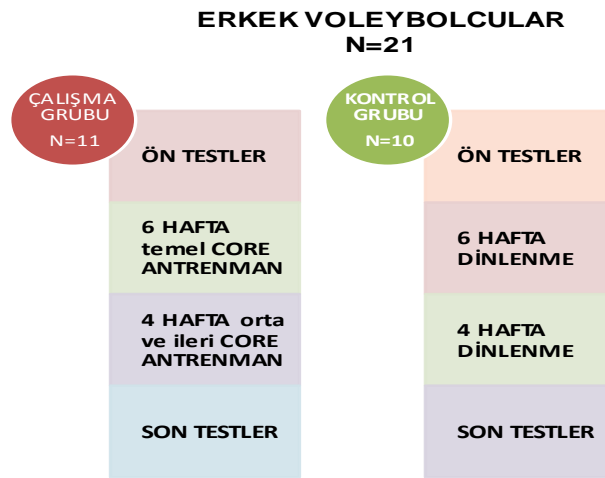 ERKEK VOLEYBOLCULAR
N=21
ÇALIŞMA
GRUBU
N=11
ÖN TESTLER
6 HAFTA
temel CORE
ANTRENMAN
4 HAFTA orta
ve ileri CORE
ANTRENMAN
SON TESTLER
KONTROL
GRUBU
N=10
ÖN TESTLER
6 HAFTA
DİNLENME
4 HAFTA
DİNLENME
SON TESTLER